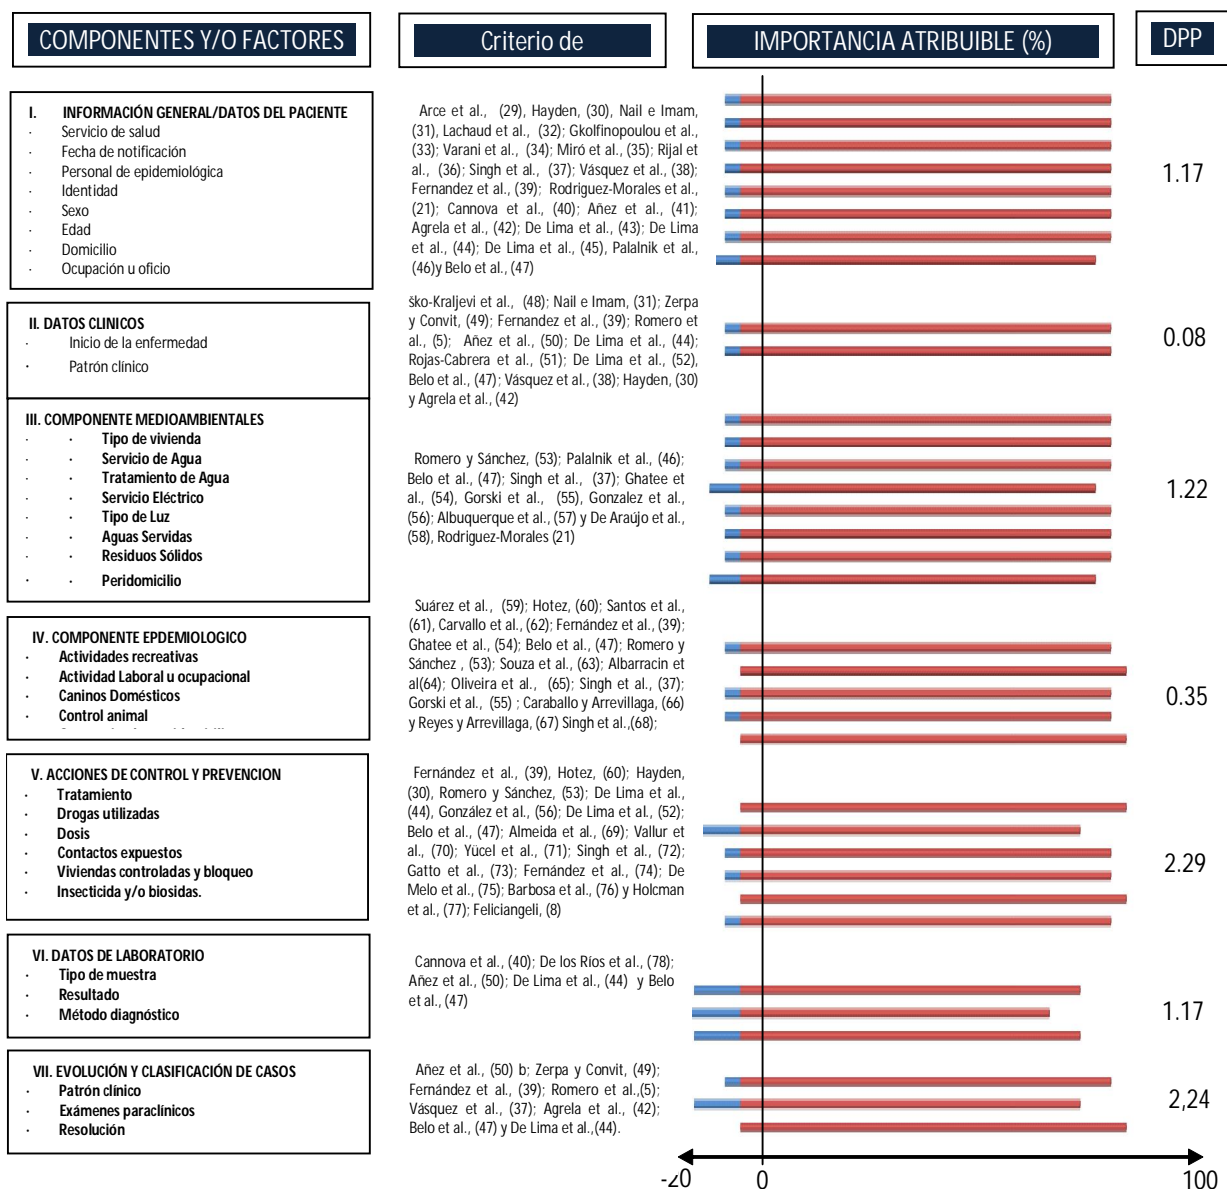 COMPONENTES Y/O FACTORES
Criterio de
IMPORTANCIA ATRIBUIBLE (%)
DPP
I. INFORMACIÓN GENERAL/DATOS DEL PACIENTE
· Servicio de salud
· Fecha de notificación
· Personal de epidemiológica
· Identidad
· Sexo
· Edad
· Domicilio
· Ocupación u oficio
Arce et al., (29), Hayden, (30), Nail e Imam,
(31), Lachaud et al., (32); Gkolfinopoulou et al.,
(33); Varani et al., (34); Miró et al., (35); Rijal et
al., (36); Singh et al., (37); Vásquez et al., (38);
Fernandez et al., (39); Rodriguez-Morales et al.,
(21); Cannova et al., (40); Añez et al., (41);
Agrela et al., (42); De Lima et al., (43); De Lima
et al., (44); De Lima et al., (45), Palalnik et al.,
(46)y Belo et al., (47)
1.17
II. DATOS CLINICOS
· Inicio de la enfermedad
· Patrón clínico
ško-Kraljevi et al., (48); Nail e Imam, (31); Zerpa
y Convit, (49); Fernandez et al., (39); Romero et
al., (5); Añez et al., (50); De Lima et al., (44);
Rojas-Cabrera et al., (51); De Lima et al., (52),
Belo et al., (47); Vásquez et al., (38); Hayden, (30)
y Agrela et al., (42)
0.08
III. COMPONENTE MEDIOAMBIENTALES
· · Tipo de vivienda
· · Servicio de Agua
· · Tratamiento de Agua
· · Servicio Eléctrico
· · Tipo de Luz
· · Aguas Servidas
· · Residuos Sólidos
· · Peridomicilio
Romero y Sánchez, (53); Palalnik et al., (46);
Belo et al., (47); Singh et al., (37); Ghatee et
al., (54), Gorski et al., (55), Gonzalez et al.,
(56); Albuquerque et al., (57) y De Araújo et al.,
(58), Rodriguez-Morales (21)
1.22
IV. COMPONENTE EPIDEMIOLOGICO
· Actividades recreativas
· Actividad Laboral u ocupacional
· Caninos Domésticos
· Control animal
Suárez et al., (59); Hotez, (60); Santos et al.,
(61), Carvallo et al., (62); Fernández et al., (39);
Ghatee et al., (54); Belo et al., (47); Romero y
Sánchez , (53); Souza et al., (63); Albarracin et
al(64); Oliveira et al., (65); Singh et al., (37);
Gorski et al., (55) ; Caraballo y Arrevillaga, (66)
y Reyes y Arrevillaga, (67) Singh et al.,(68);
0.35
V. ACCIONES DE CONTROL Y PREVENCION
· Tratamiento
· Drogas utilizadas
· Dosis
· Contactos expuestos
· Viviendas controladas y bloqueo
· Insecticida y/o biosidas.
Fernández et al., (39), Hotez, (60); Hayden,
(30), Romero y Sánchez, (53); De Lima et al.,
(44), González et al., (56); De Lima et al., (52);
Belo et al., (47); Almeida et al., (69); Vallur et
al., (70); Yücel et al., (71); Singh et al., (72);
Gatto et al., (73); Fernández et al., (74); De
Melo et al., (75); Barbosa et al., (76) y Holcman
et al., (77); Feliciangeli, (8)
2.29
VI. DATOS DE LABORATORIO
· Tipo de muestra
· Resultado
· Método diagnóstico
Cannova et al., (40); De los Ríos et al., (78);
Añez et al., (50); De Lima et al., (44) y Belo
et al., (47)
1.17
VII. EVOLUCIÓN Y CLASIFICACIÓN DE CASOS
· Patrón clínico
· Exámenes paraclínicos
· Resolución
Añez et al., (50) b; Zerpa y Convit, (49);
Fernández et al., (39); Romero et al.,(5);
Vásquez et al., (37); Agrela et al., (42);
Belo et al., (47) y De Lima et al.,(44).
2,24
-20 0 100